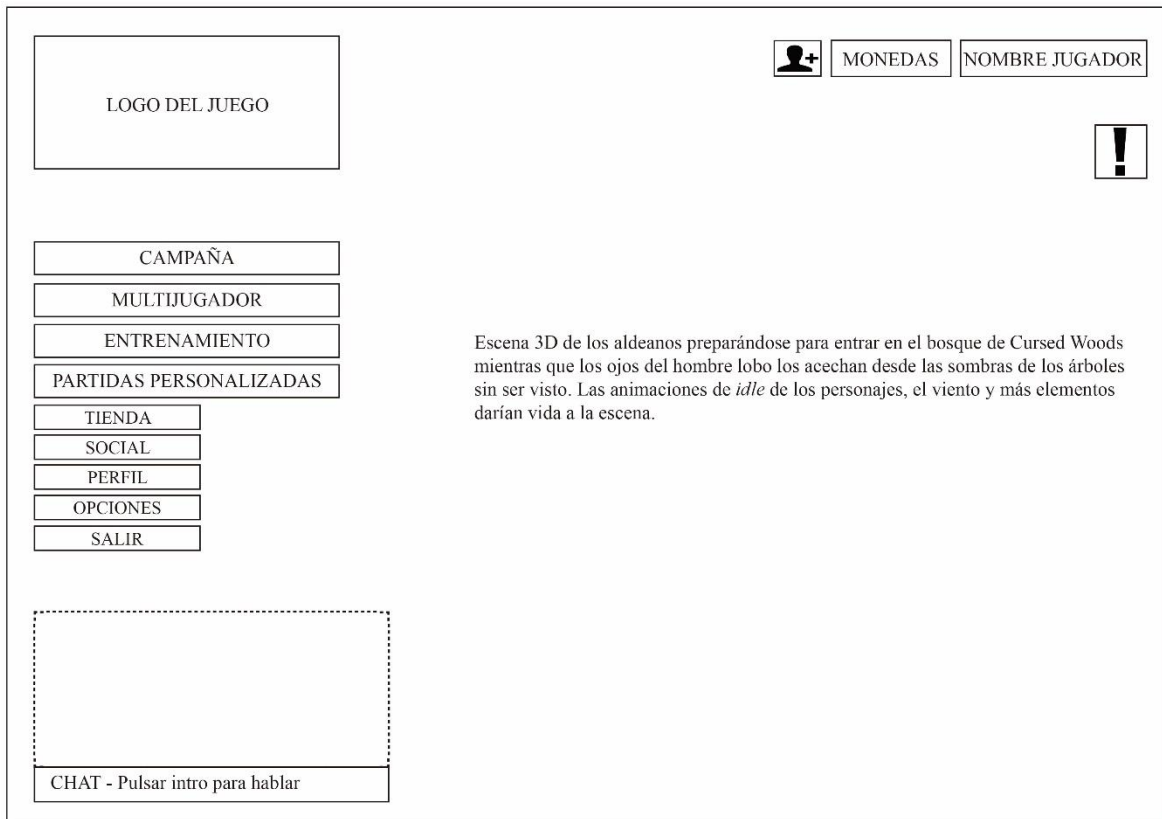 LOGO DEL JUEGO
MONEDAS
NOMBRE JUGADOR
!
CAMPAÑA
MULTIJUGADOR
ENTRENAMIENTO
PARTIDAS PERSONALIZADAS
TIENDA
SOCIAL
PERFIL
OPCIONES
SALIR
Escena 3D de los aldeanos preparándose para entrar en el bosque de Cursed Woods
mientras que los ojos del hombre lobo los acechan desde las sombras de los árboles
sin ser visto. Las animaciones de idle de los personajes, el viento y más elementos
darían vida a la escena.
CHAT - Pulsar intro para hablar